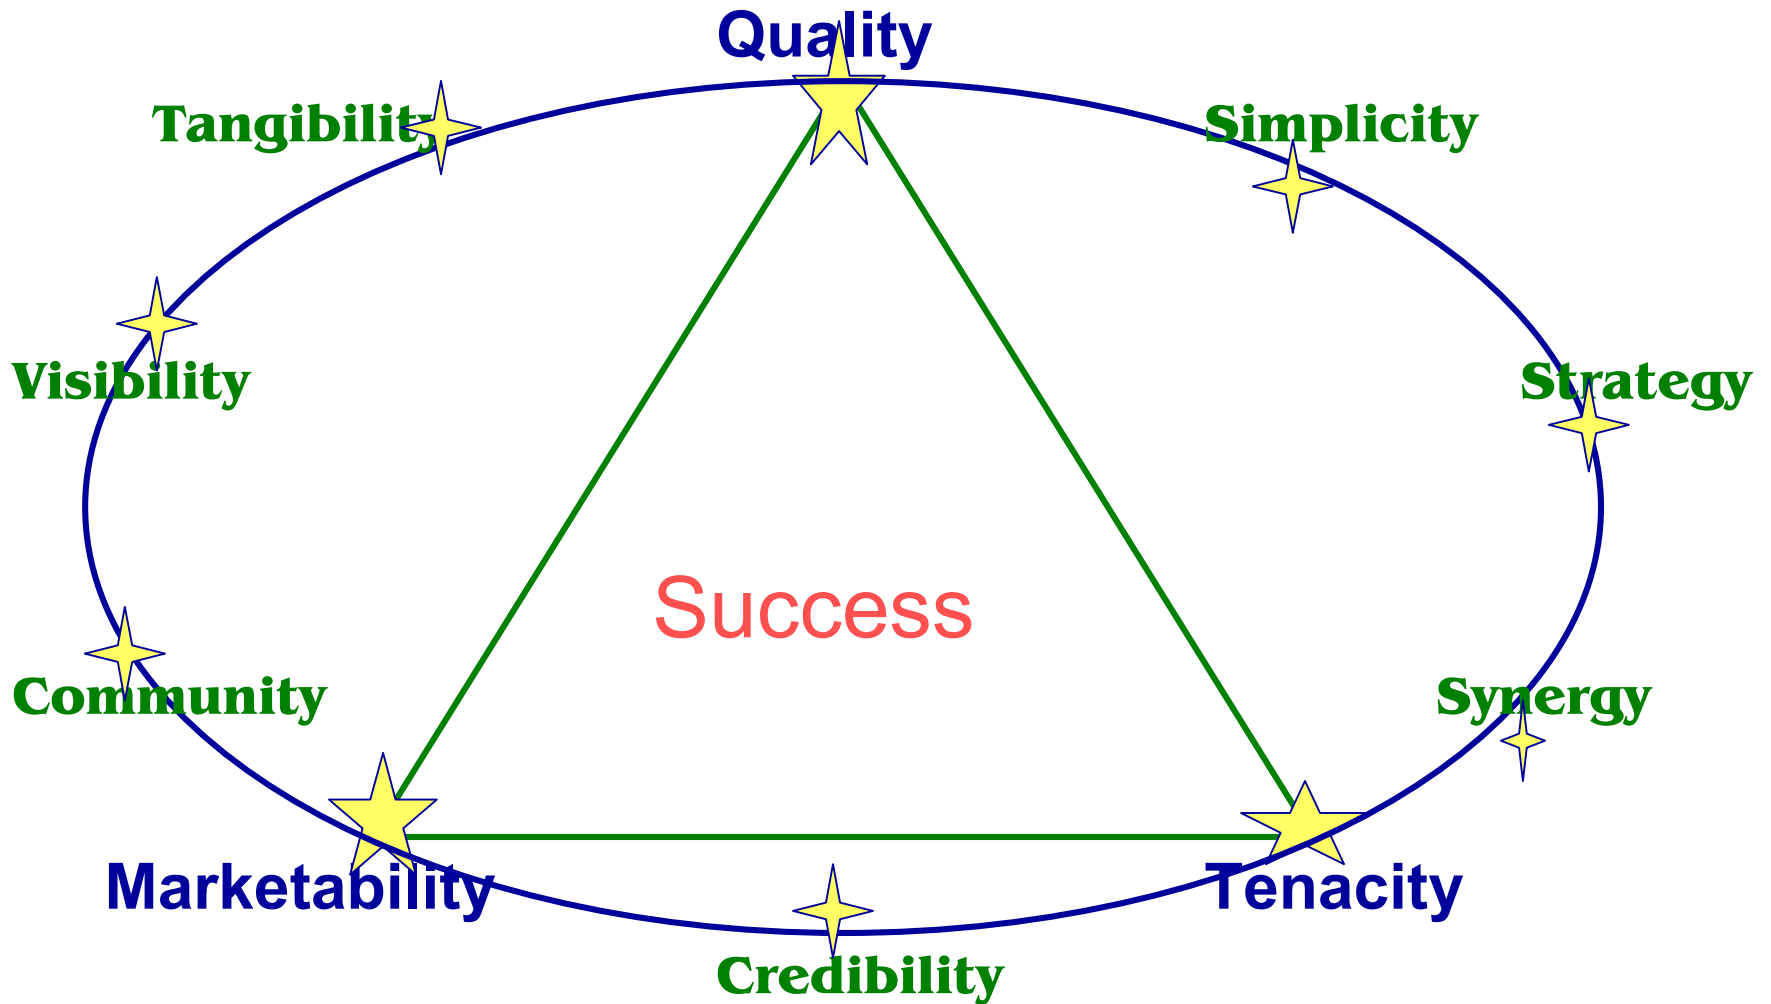 Quality
Tangibility
Simplicity
Visibility
Strategy
Success
Community
Synergy
Marketability
Tenacity
Credibility